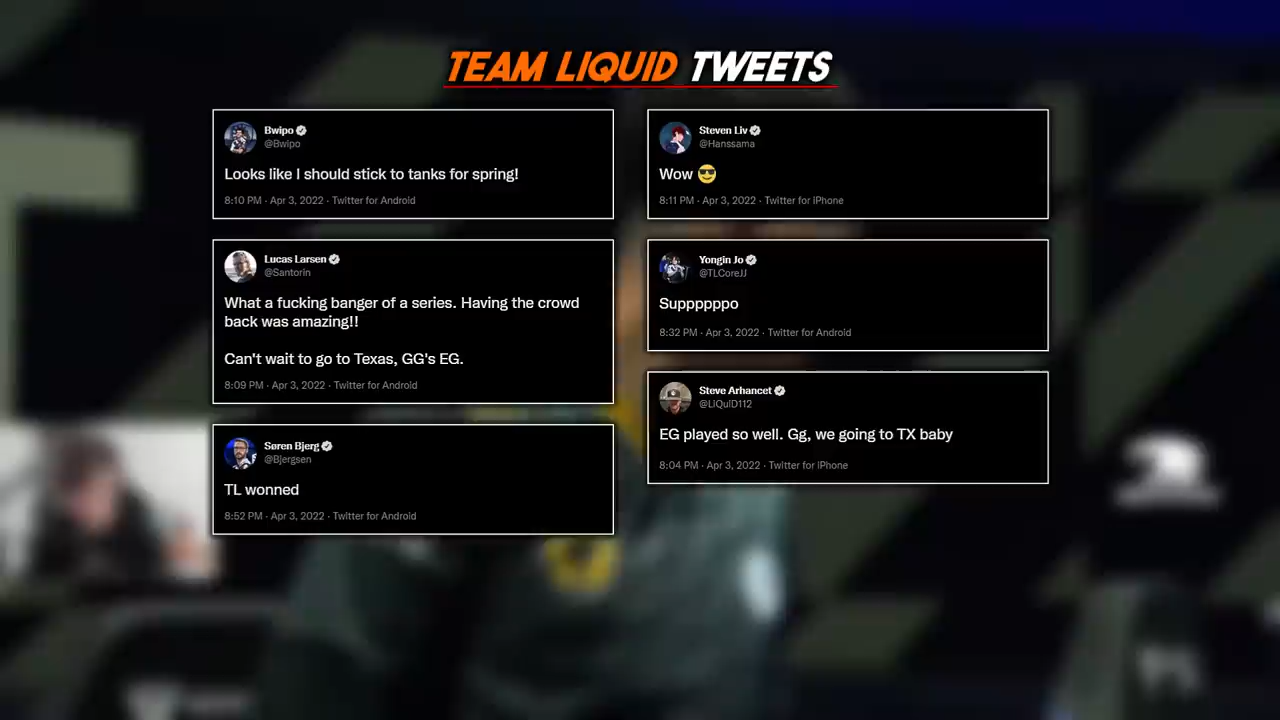 TEAM LIQUID TWEETS
Bwipo
@Bwipo
Looks like I should stick to tanks for spring!
8:10 PM · Apr 3, 2022 · Twitter for Android
Lucas Larsen
@Santorin
What a fucking banger of a series. Having the crowd
back was amazing!!
Can't wait to go to Texas, GG's EG.
8:09 PM · Apr 3, 2022 · Twitter for Android
Søren Bjerg
@Bjergsen
TL wonned
8:52 PM · Apr 3, 2022 · Twitter for Android
Steven Liv
@Hanssama
Wow 😎
8:11 PM · Apr 3, 2022 · Twitter for iPhone
Yongin Jo
@TLCoreJJ
Suppppppo
8:32 PM · Apr 3, 2022 · Twitter for Android
Steve Arhancet
@LiQuiD112
EG played so well. Gg, we going to TX baby
8:04 PM · Apr 3, 2022 · Twitter for iPhone